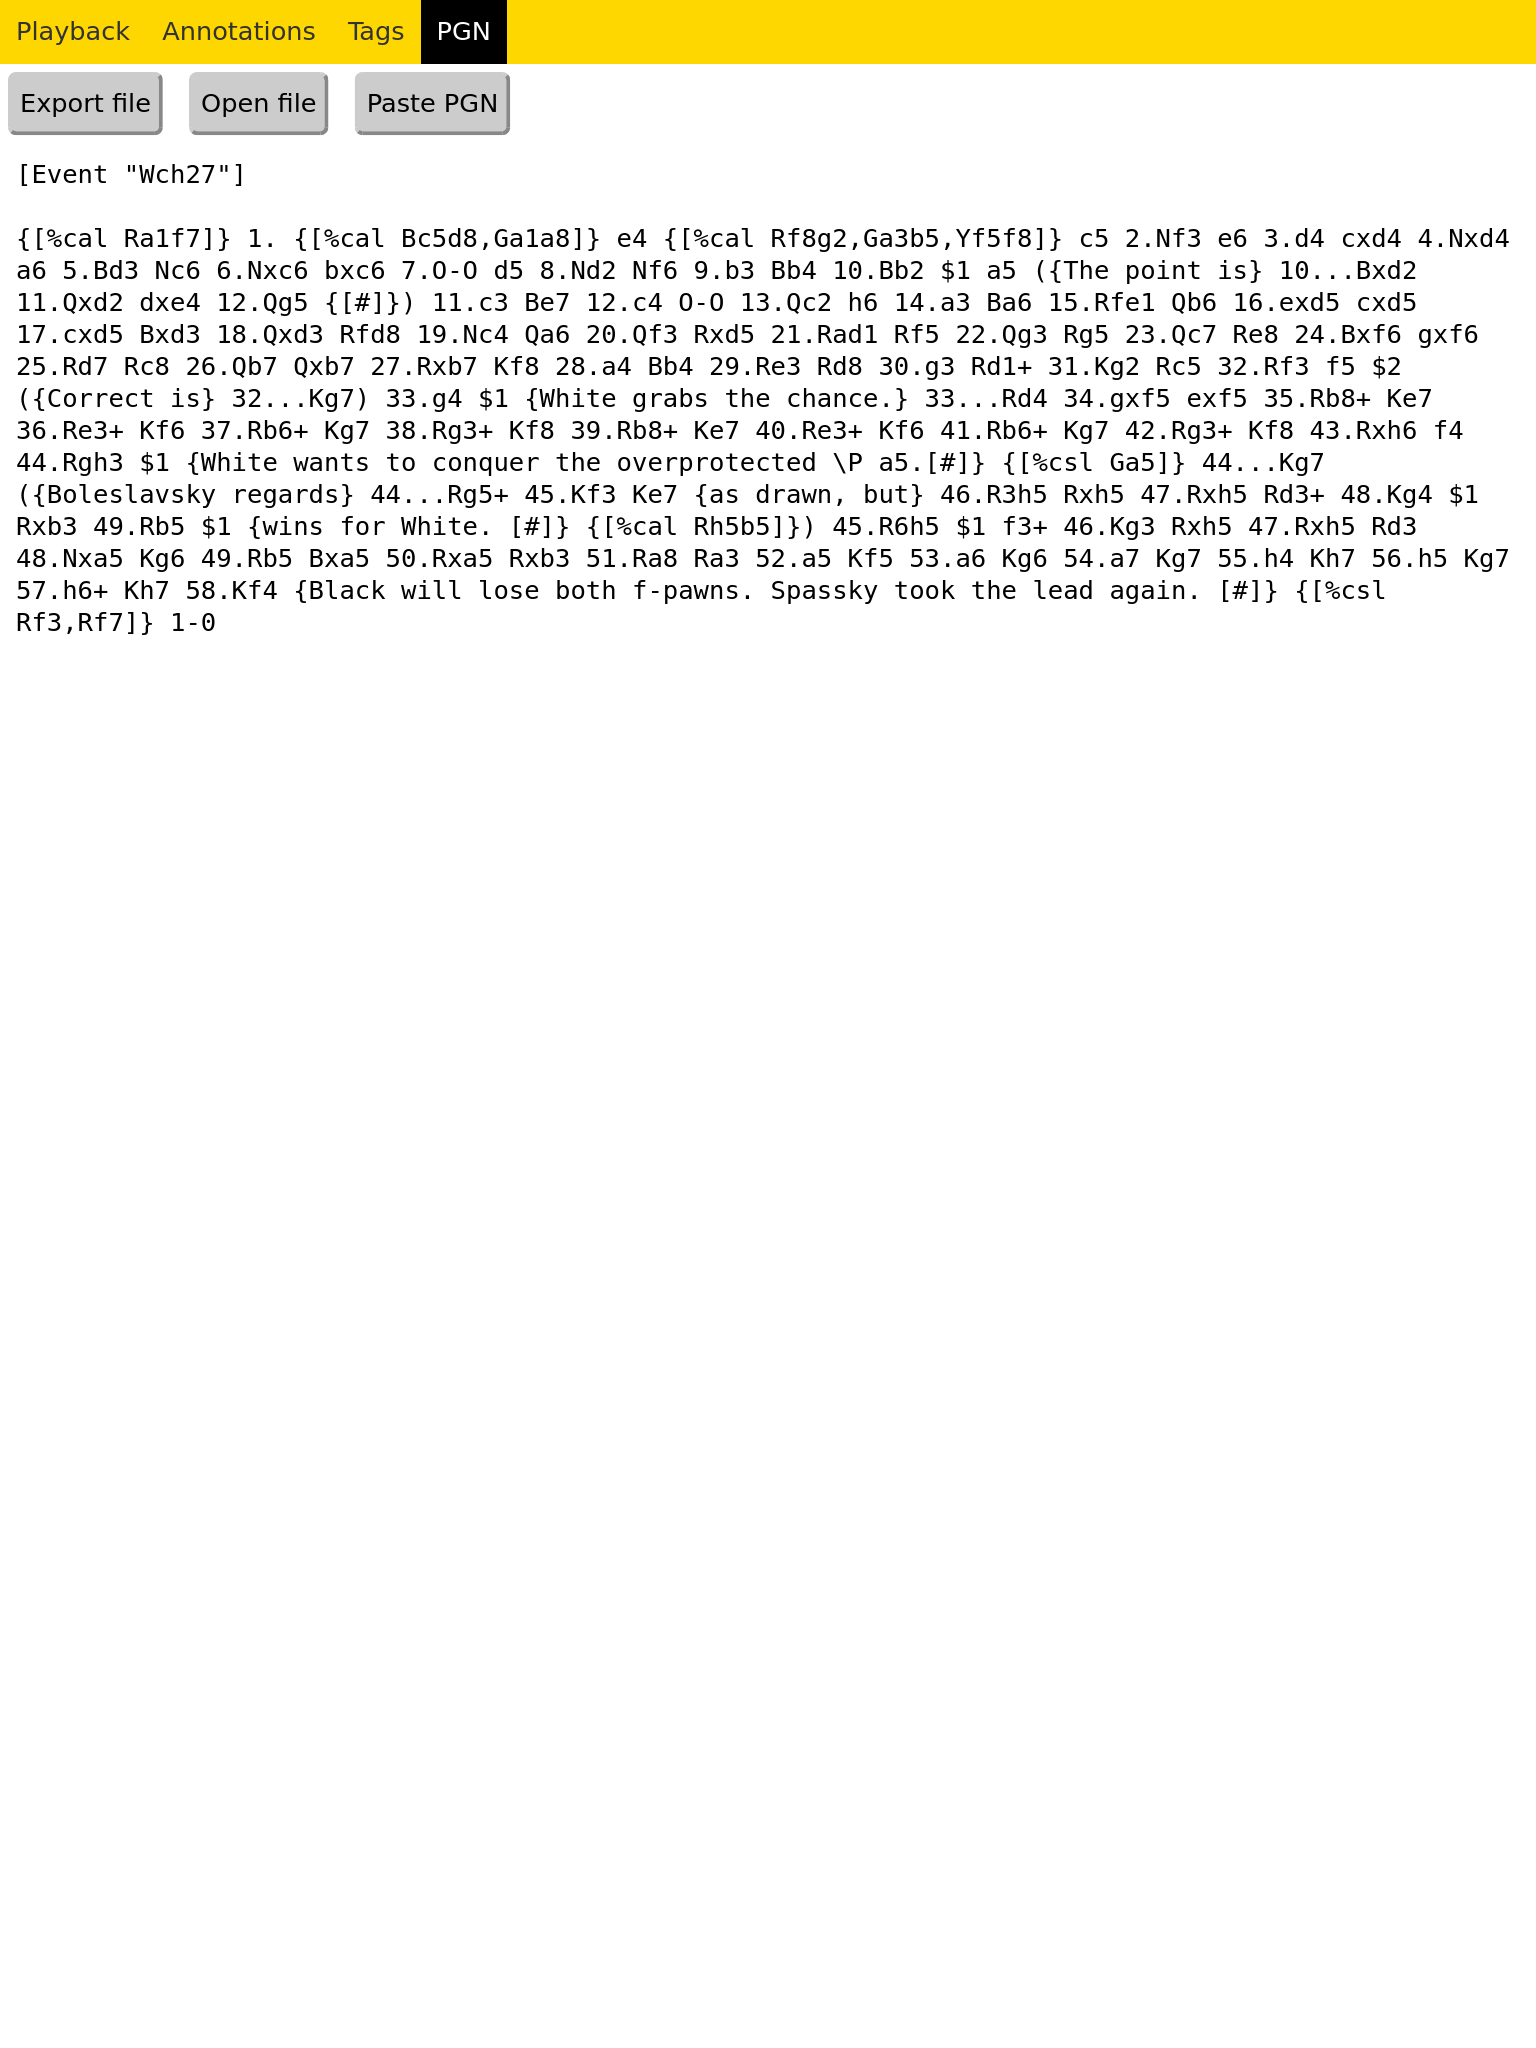 Playback Annotations Tags PGN
Export file Open file Paste PGN
[Event "Wch27"]
{[%cal Ra1f7]} 1. {[%cal Bc5d8,Ga1a8]} e4 {[%cal Rf8g2,Ga3b5,Yf5f8]} c5 2.Nf3 e6 3.d4 cxd4 4.Nxd4
a6 5.Bd3 Nc6 6.Nxc6 bxc6 7.O-O d5 8.Nd2 Nf6 9.b3 Bb4 10.Bb2 $1 a5 ({The point is} 10...Bxd2
11.Qxd2 dxe4 12.Qg5 {[#]}) 11.c3 Be7 12.c4 O-O 13.Qc2 h6 14.a3 Ba6 15.Rfe1 Qb6 16.exd5 cxd5
17.cxd5 Bxd3 18.Qxd3 Rfd8 19.Nc4 Qa6 20.Qf3 Rxd5 21.Rad1 Rf5 22.Qg3 Rg5 23.Qc7 Re8 24.Bxf6 gxf6
25.Rd7 Rc8 26.Qb7 Qxb7 27.Rxb7 Kf8 28.a4 Bb4 29.Re3 Rd8 30.g3 Rd1+ 31.Kg2 Rc5 32.Rf3 f5 $2
({Correct is} 32...Kg7) 33.g4 $1 {White grabs the chance.} 33...Rd4 34.gxf5 exf5 35.Rb8+ Ke7
36.Re3+ Kf6 37.Rb6+ Kg7 38.Rg3+ Kf8 39.Rb8+ Ke7 40.Re3+ Kf6 41.Rb6+ Kg7 42.Rg3+ Kf8 43.Rxh6 f4
44.Rgh3 $1 {White wants to conquer the overprotected \P a5.[#]} {[%csl Ga5]} 44...Kg7
({Boleslavsky regards} 44...Rg5+ 45.Kf3 Ke7 {as drawn, but} 46.R3h5 Rxh5 47.Rxh5 Rd3+ 48.Kg4 $1
Rxb3 49.Rb5 $1 {wins for White. [#]} {[%cal Rh5b5]}) 45.R6h5 $1 f3+ 46.Kg3 Rxh5 47.Rxh5 Rd3
48.Nxa5 Kg6 49.Rb5 Bxa5 50.Rxa5 Rxb3 51.Ra8 Ra3 52.a5 Kf5 53.a6 Kg6 54.a7 Kg7 55.h4 Kh7 56.h5 Kg7
57.h6+ Kh7 58.Kf4 {Black will lose both f-pawns. Spassky took the lead again. [#]} {[%csl
Rf3,Rf7]} 1-0